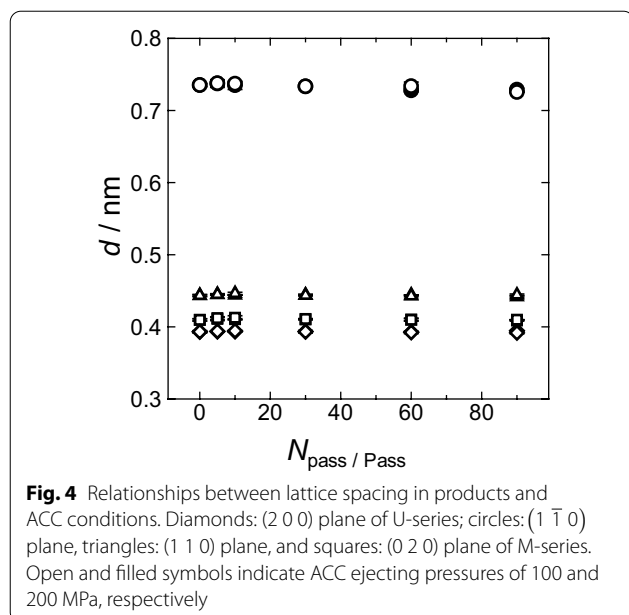 0.8
0.7
0.6
0.5
0.4
0.3
d / nm
0 20 40 60 80
N pass / Pass
Fig. 4 Relationships between lattice spacing in products and
ACC conditions. Diamonds: (2 0 0) plane of U-series; circles: (1 1̅ 0)
plane, triangles: (1 1 0) plane, and squares: (0 2 0) plane of M-series.
Open and filled symbols indicate ACC ejecting pressures of 100 and
200 MPa, respectively